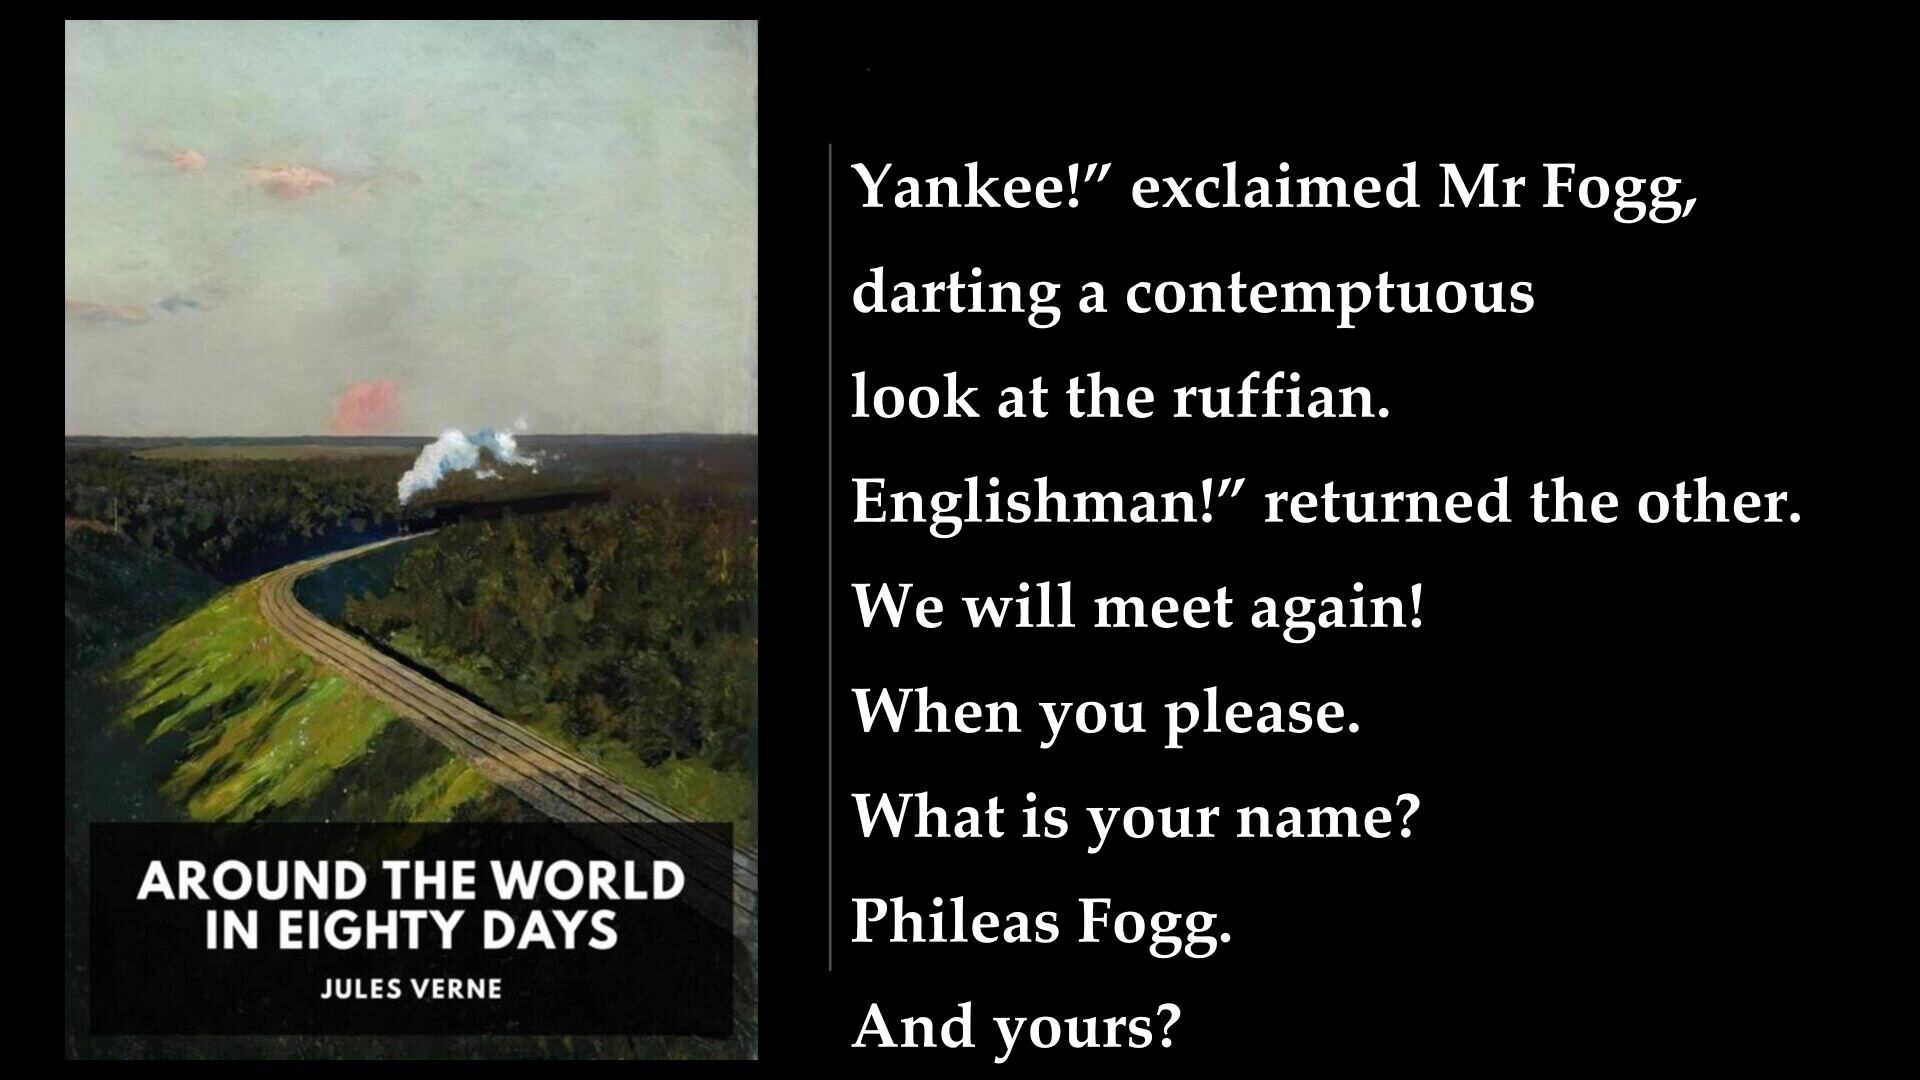 AROUND THE WORLD
IN EIGHTY DAYS
JULES VERNE
Yankee!” exclaimed Mr Fogg,
darting a contemptuous
look at the ruffian.
Englishman!” returned the other.
We will meet again!
When you please.
What is your name?
Phileas Fogg.
And yours?